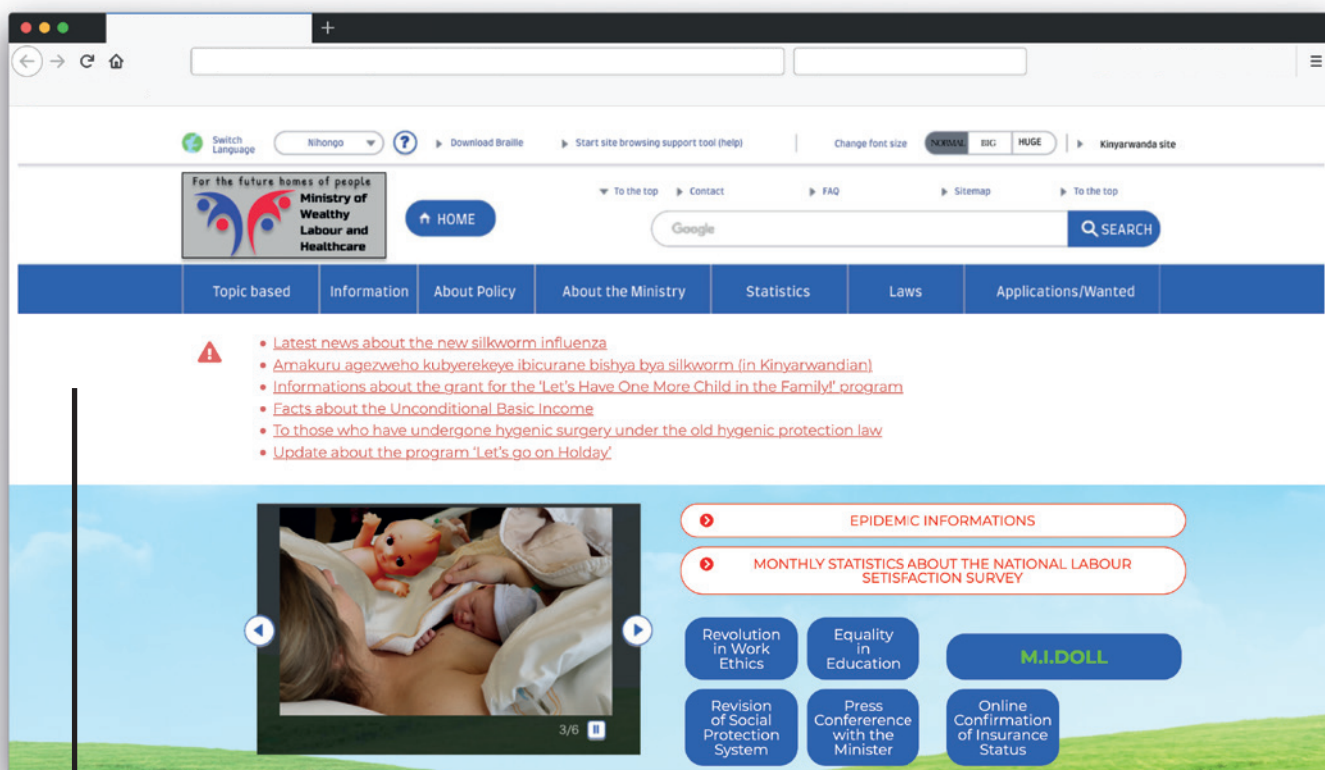 Switch
Language
Nihongo
?
Download Braille
Start site browsing support tool (help)
Change font size
NORMAL
BIG
HUGE
Kinyarwanda site
For the future homes of people
Ministry of
Wealthy
Labour and
Healthcare
HOME
To the top
Contact
FAQ
Sitemap
To the top
Google
SEARCH
Topic based
Information
About Policy
About the Ministry
Statistics
Laws
Applications/Wanted
Latest news about the new silkworm influenza
Amakuru agezweho kubyerekeye ibicurane bishya bya silkworm (in Kinyarwandian)
Informations about the grant for the 'Let's Have One More Child in the Family!' program
Facts about the Unconditional Basic Income
To those who have undergone hygenic surgery under the old hygenic protection law
Update about the program 'Let's go on Holday'
3/6
EPIDEMIC INFORMATIONS
MONTHLY STATISTICS ABOUT THE NATIONAL LABOUR
SETISFACTION SURVEY
Revolution
in Work
Ethics
Equality
in
Education
M.I.DOLL
Revision
of Social
Protection
System
Press
Confererence
with the
Minister
Online
Confirmation
of Insurance
Status